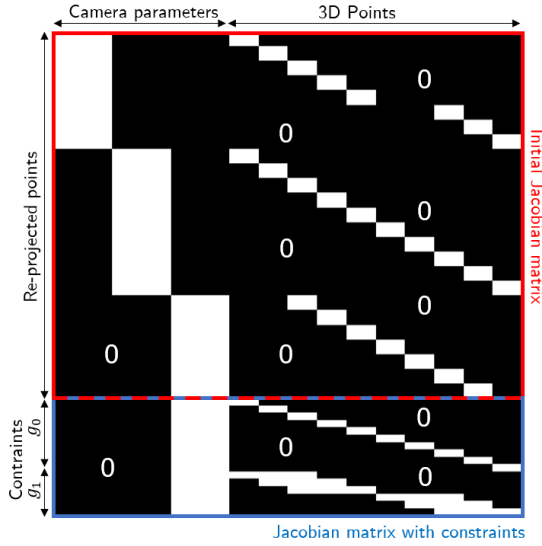 Camera parameters
3D Points
Re-projected points
Initial Jacobian matrix
0
0
0
0
0
0
0
0
0
0
0
Contraints
g₀
g₁
Jacobian matrix with constraints